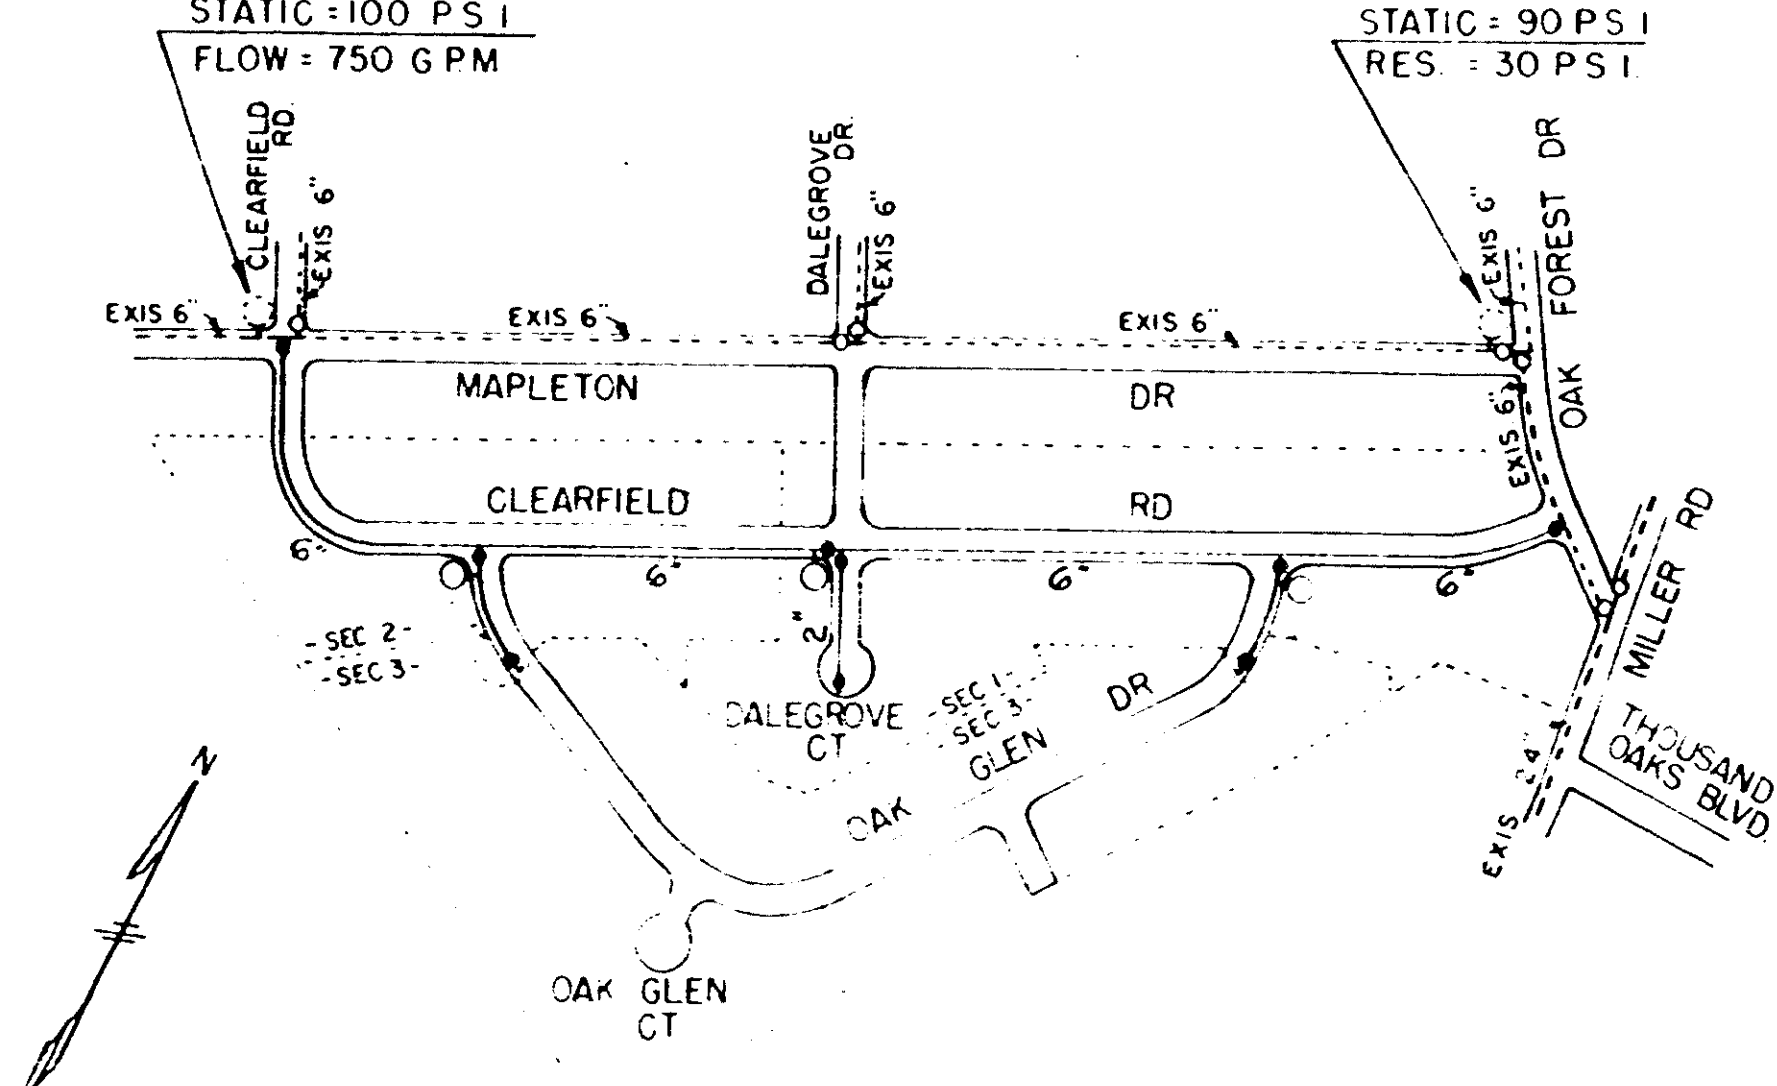 STATIC = 100 PSI
FLOW = 750 GPM
STATIC = 90 PSI
RES. = 30 PSI.
CLEARFIELD
RD.
EXIS 6"
DALEGROVE
DR.
EXIS 6"
EXIS 6"
OAK FOREST DR
EXIS 6"
EXIS 6"
EXIS 6"
MAPLETON DR
EXIS 6"
CLEARFIELD RD
6"
6"
6"
6"
2"
MILLER RD
- SEC 2 -
- SEC 3 -
DALEGROVE
CT
- SEC 1 -
- SEC 3 -
OAK GLEN DR
THOUSAND
OAKS BLVD.
EXIS 24"
N
OAK GLEN
CT